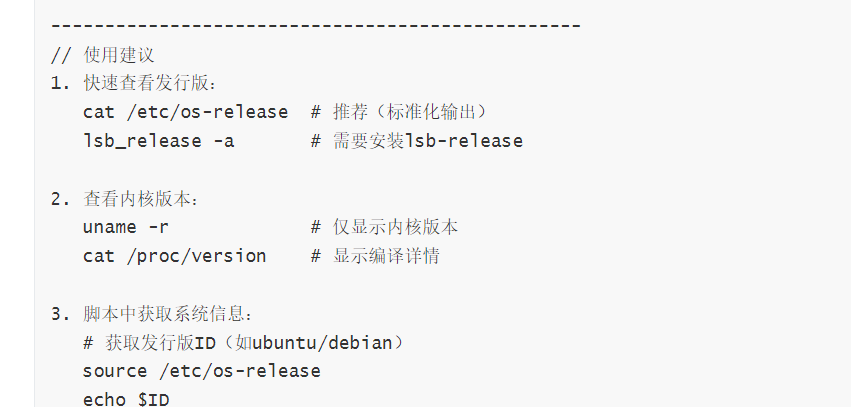 -------------------------------------------------
// 使用建议
1. 快速查看发行版：
cat /etc/os-release  # 推荐（标准化输出）
lsb_release -a       # 需要安装lsb-release
2. 查看内核版本：
uname -r             # 仅显示内核版本
cat /proc/version    # 显示编译详情
3. 脚本中获取系统信息：
# 获取发行版ID（如ubuntu/debian）
source /etc/os-release
echo $ID